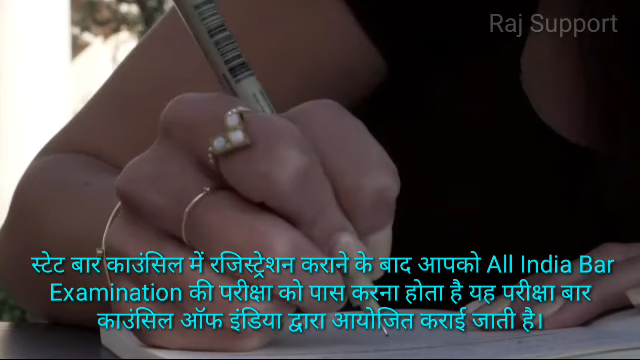 Raj Support
स्टेट बार काउंसिल में रजिस्ट्रेशन कराने के बाद आपको All India Bar
Examination की परीक्षा को पास करना होता है यह परीक्षा बार
काउंसिल ऑफ इंडिया द्वारा आयोजित कराई जाती है।